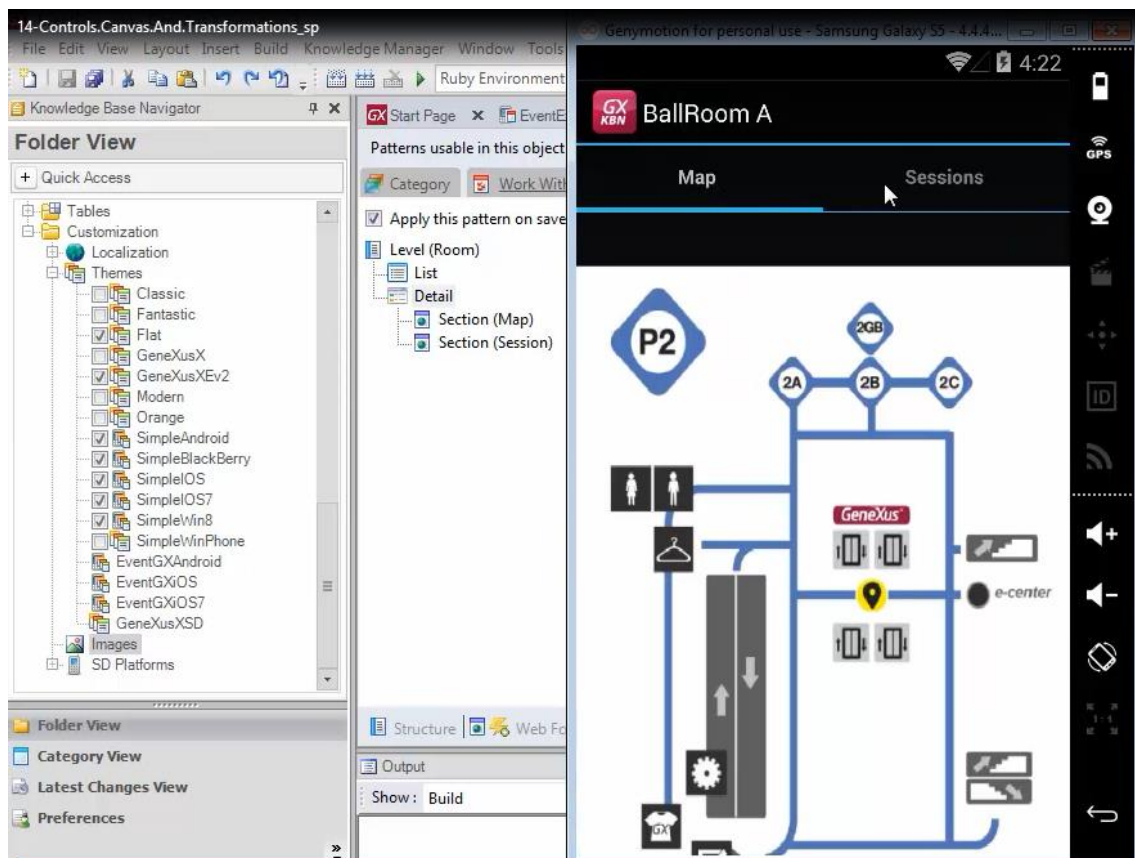 14-Controls.Canvas.And.Transformations_sp
File Edit View Layout Insert Build Knowledge Manager Window Tools
Ruby Environment
Knowledge Base Navigator
Folder View
+ Quick Access
Tables
Customization
Localization
Themes
Classic
Fantastic
Flat
GeneXusX
GeneXusXEv2
Modern
Orange
SimpleAndroid
SimpleBlackBerry
SimpleIOS
SimpleIOS7
SimpleWin8
SimpleWinPhone
EventGXAndroid
EventGXiOS
EventGXiOS7
GeneXusXSD
Images
SD Platforms
Folder View
Category View
Latest Changes View
Preferences
GX Start Page
Patterns usable in this object
Category Work With
Apply this pattern on save
Level (Room)
List
Detail
Section (Map)
Section (Session)
Structure Web Fo
Output
Show: Build
Genymotion for personal use - Samsung Galaxy S5 - 4.4.4...
4:22
GX KBN BallRoom A
Map Sessions
P2
2GB
2A 2B 2C
GeneXus
e-center
GX
GPS
ID
1:1